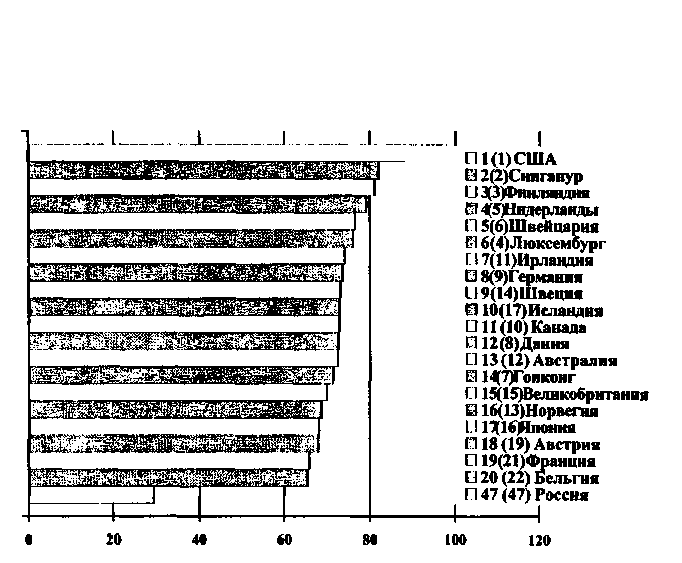 1 (1) США
2 (2)Сингапур
3(3)Финляндия
4(5)Нидерланды
5 (6)Швейцария
6 (4)Люксембург
7 (11)Ирландия
8 (9)Германия
9 (14)Швеция
10 (17)Исландия
11 (10) Канада
12 (8)Дания
13 (12) Австралия
14(7)Гонконг
15(15)Великобритания
16(13)Норвегия
17(16)Япония
18 (19) Австрия
19(21)Франция
20 (22) Бельгия
47 (47) Россия
0 20 40 60 80 100 120